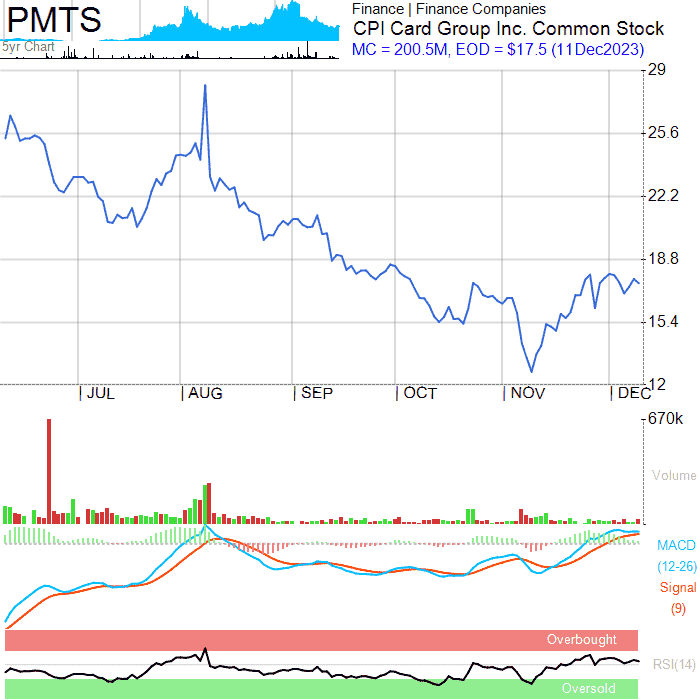 PMTS
5yr Chart
Finance | Finance Companies
CPI Card Group Inc. Common Stock
MC = 200.5M, EOD = $17.5 (11Dec2023)
29
25.6
22.2
18.8
15.4
12
JUL AUG SEP OCT NOV DEC
670k
Volume
MACD
(12-26)
Signal
(9)
Overbought
RSI(14)
Oversold